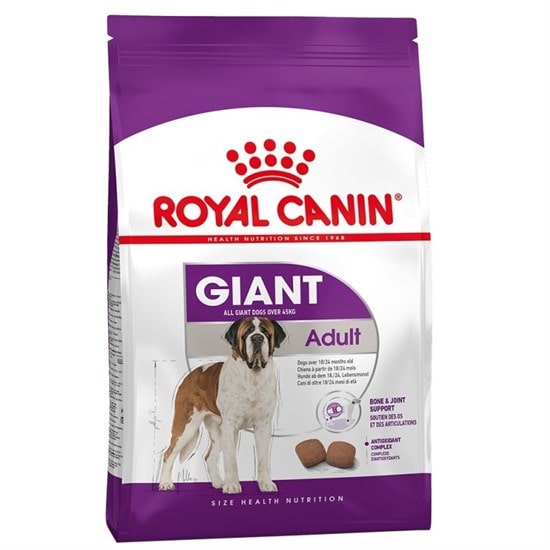 ROYAL CANIN®
HEALTH NUTRITION SINCE 1968
GIANT
ALL GIANT DOGS OVER 45KG
Adult
Dogs over 18/24 months old
Chiens à partir de 18/24 mois
Hunde ab dem 18./24. Lebensmonat
Cani di oltre 18/24 mesi di età
BONE & JOINT
SUPPORT
SOUTIEN DES OS
ET DES ARTICULATIONS
ANTIOXIDANT
COMPLEX
COMPLEXE
D'ANTIOXYDANTS
SIZE HEALTH NUTRITION